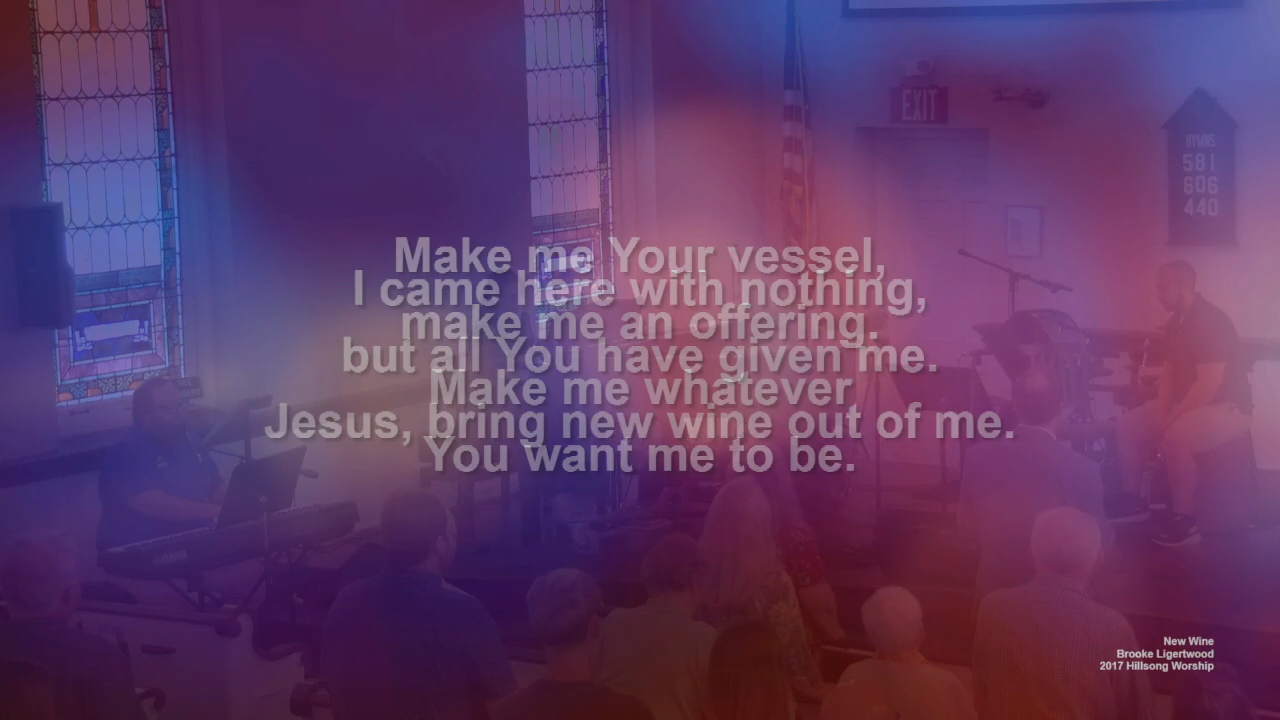 EXIT
HYMNS
581
606
440
Make me Your vessel,
I came here with nothing,
make me an offering.
but all You have given me.
Make me whatever
Jesus, bring new wine out of me.
You want me to be.
New Wine
Brooke Ligertwood
2017 Hillsong Worship